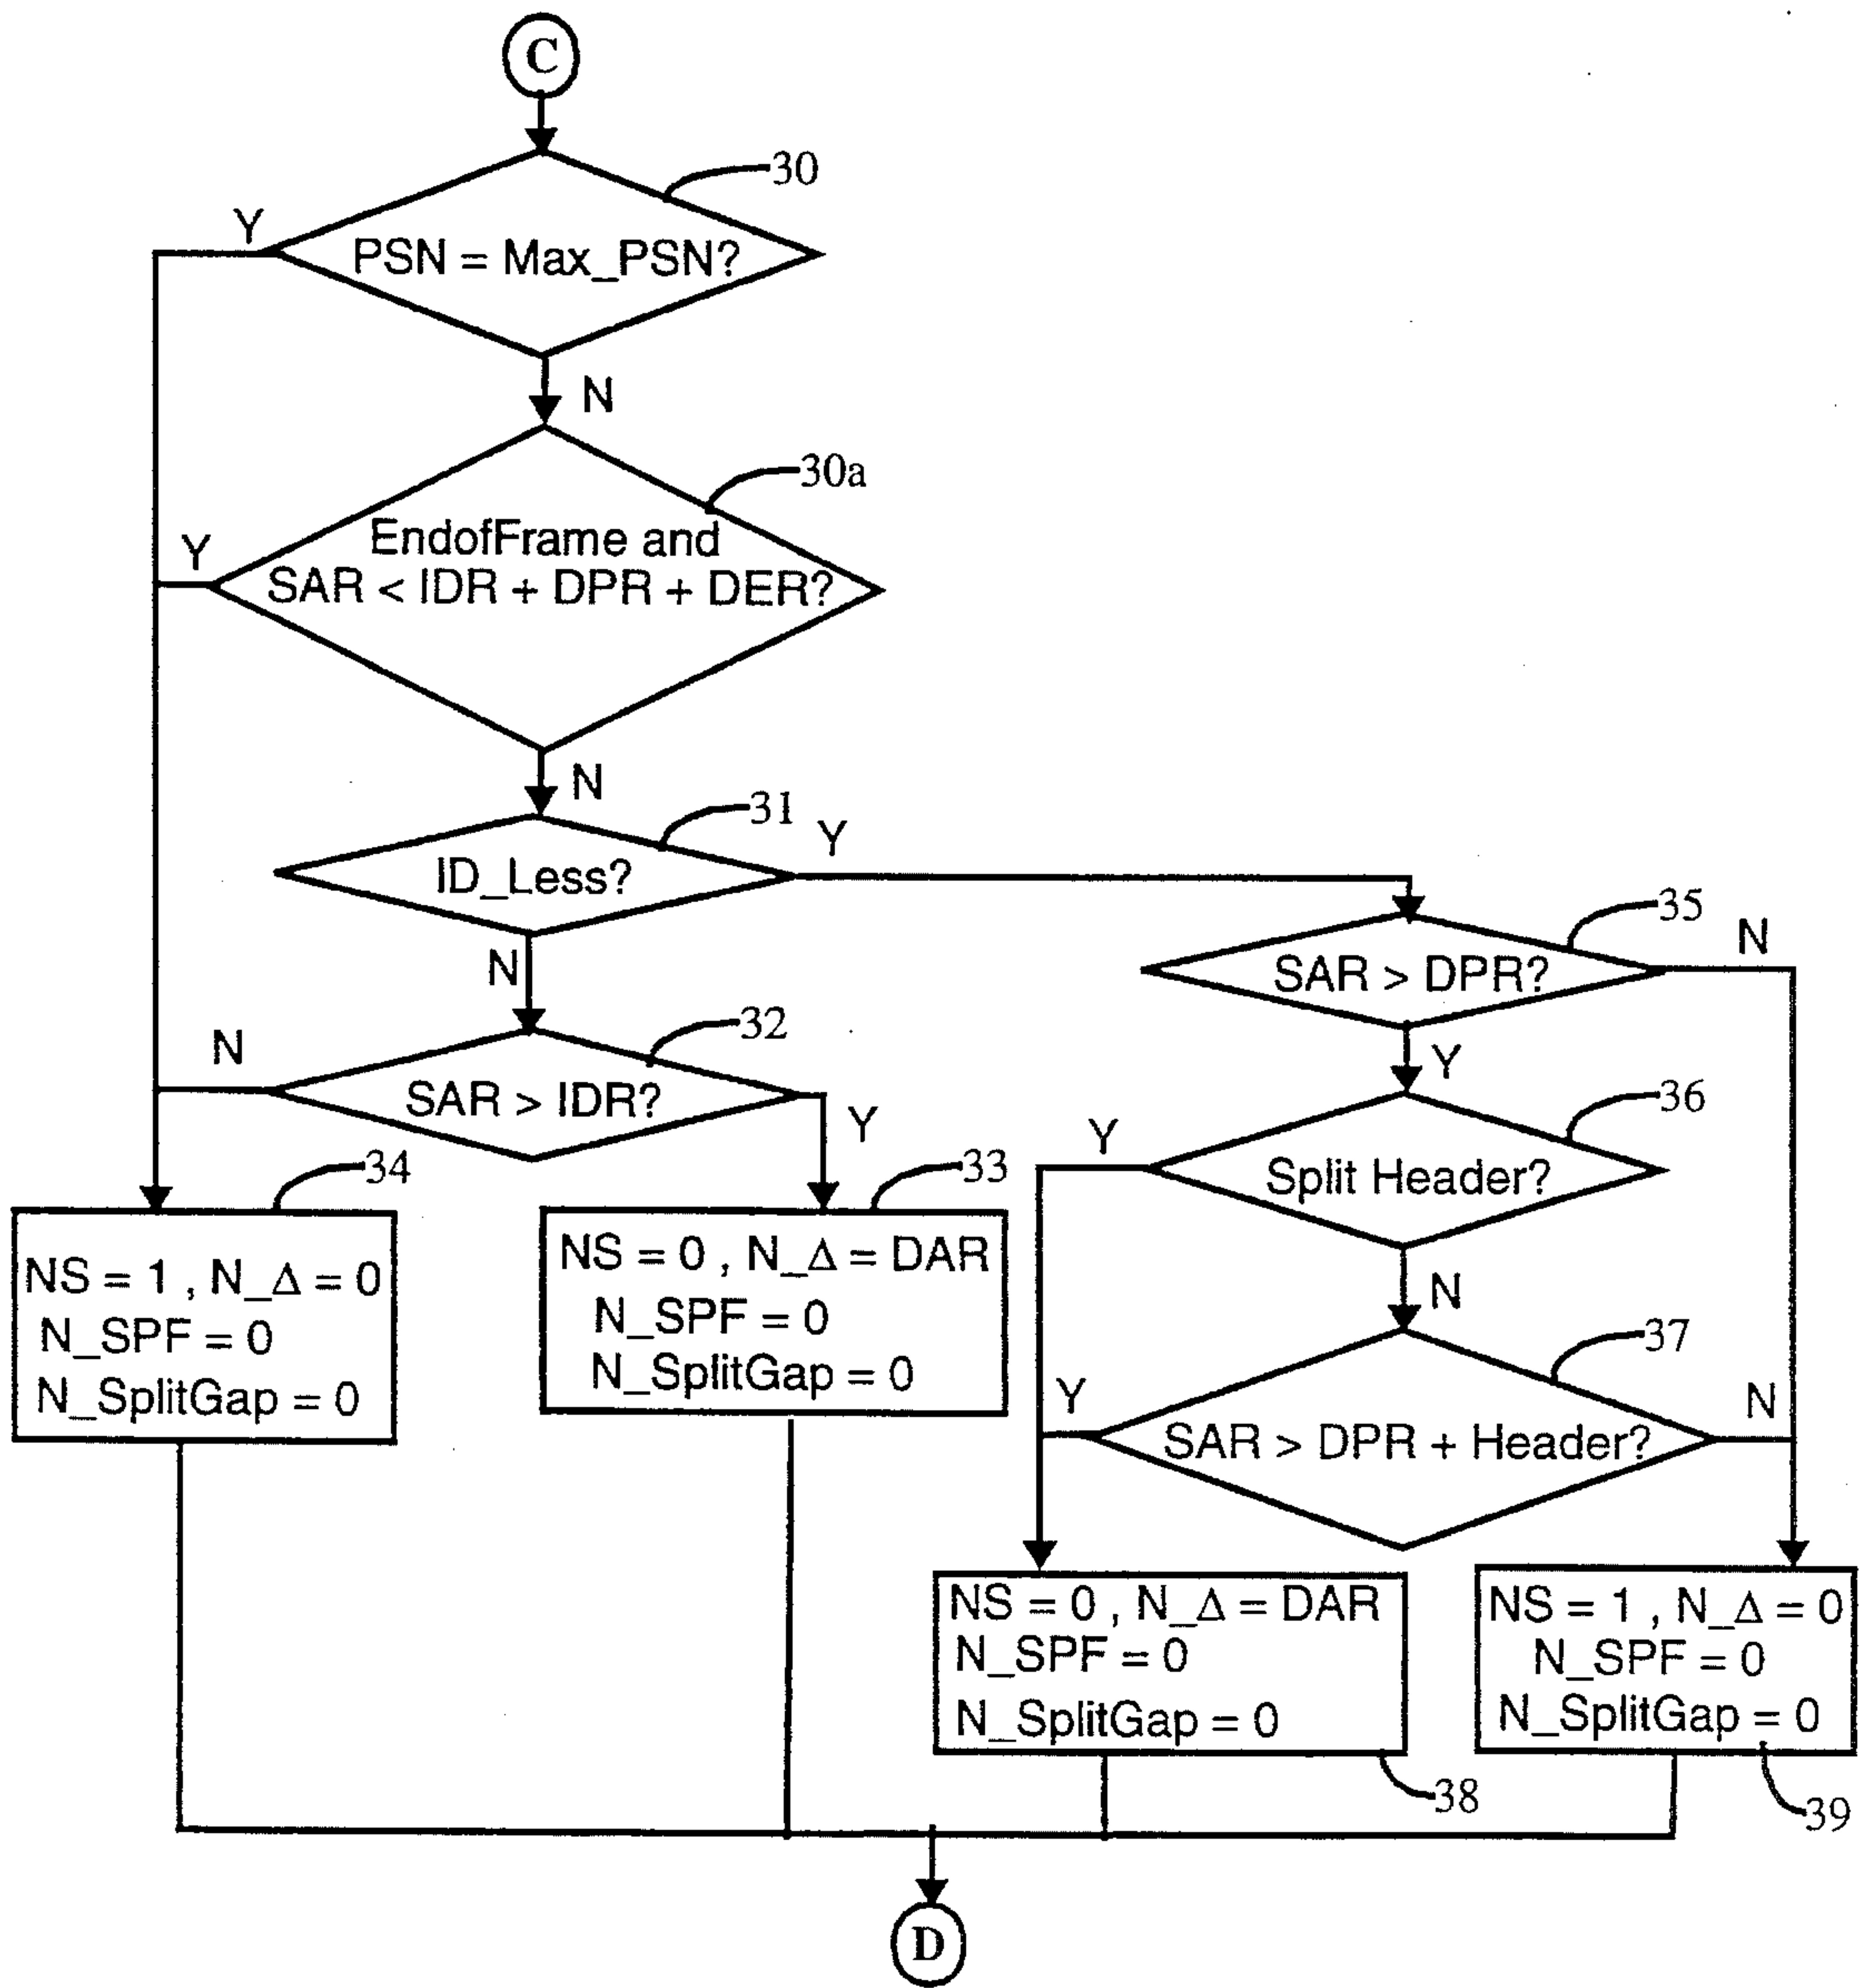 C
30
Y
PSN = Max_PSN?
N
30a
EndofFrame and
Y
SAR < IDR + DPR + DER?
N
31
Y
ID_Less?
35
N
N
SAR > DPR?
32
N
Y
SAR > IDR?
36
Y
Y
34
33
Split Header?
NS = 1 , N_Δ = 0
N_SPF = 0
N_SplitGap = 0
NS = 0 , N_Δ = DAR
N_SPF = 0
N_SplitGap = 0
N
37
Y
N
SAR > DPR + Header?
NS = 0 , N_Δ = DAR
N_SPF = 0
N_SplitGap = 0
NS = 1 , N_Δ = 0
N_SPF = 0
N_SplitGap = 0
38
39
D